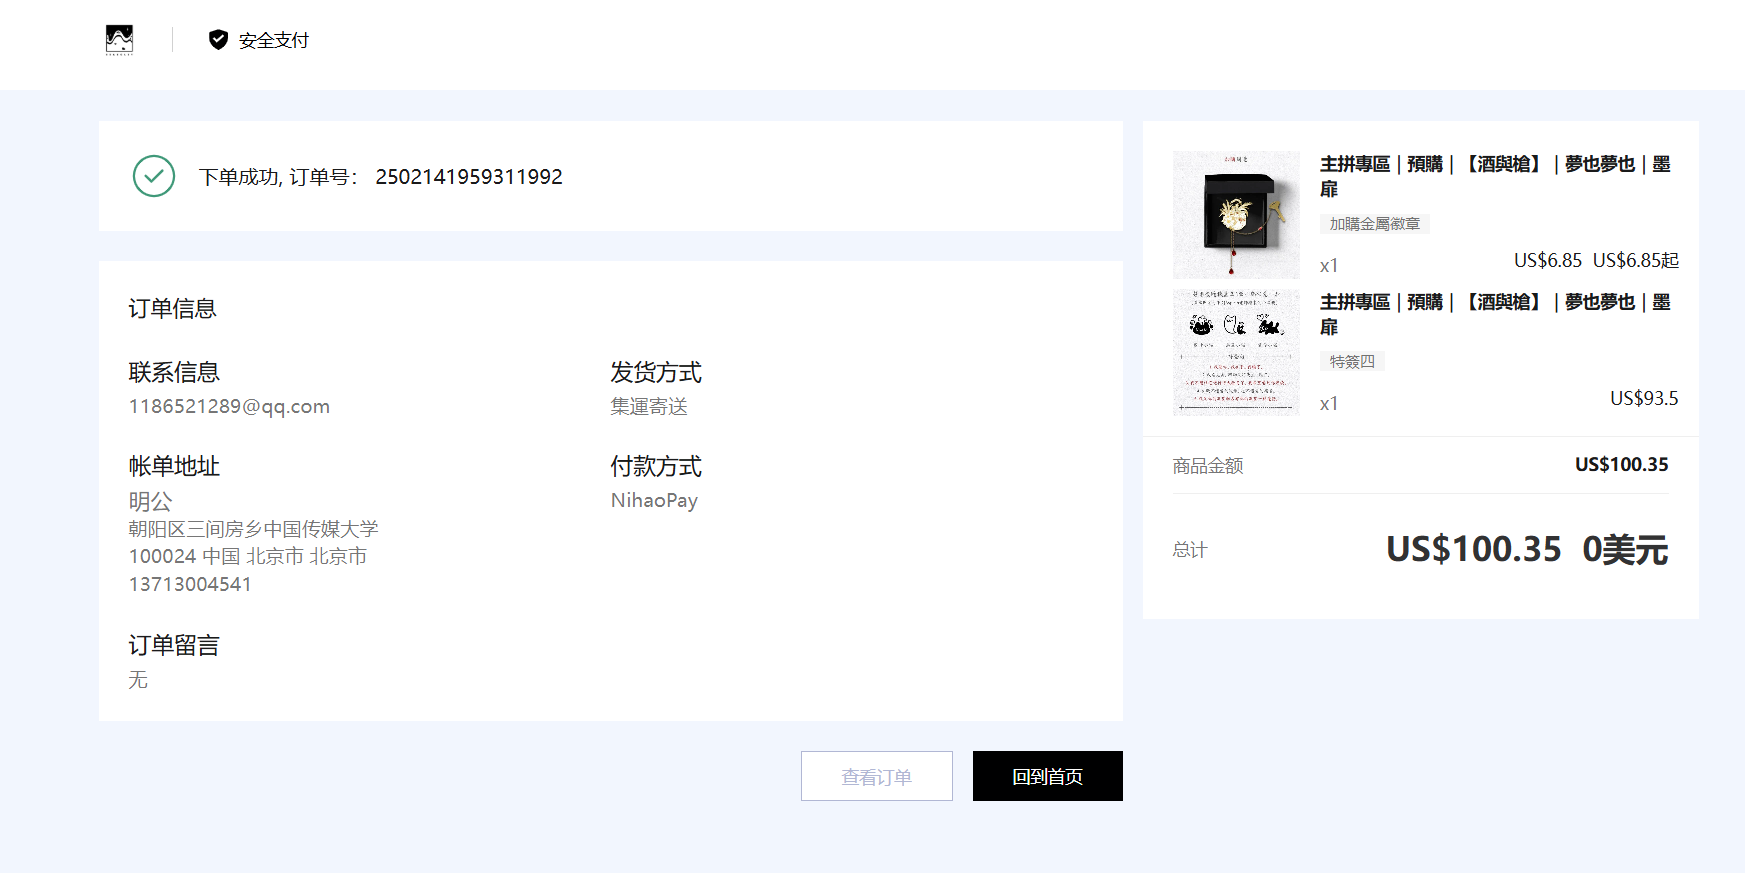 安全支付
下单成功, 订单号： 2502141959311992
订单信息
联系信息
1186521289@qq.com
发货方式
集運寄送
帐单地址
明公
朝阳区三间房乡中国传媒大学
100024 中国 北京市 北京市
13713004541
付款方式
NihaoPay
订单留言
无
查看订单
回到首页
主拼專區 | 預購 | 【酒與槍】 | 夢也夢也 | 墨
扉
加購金屬徽章
x1
US$6.85 US$6.85起
主拼專區 | 預購 | 【酒與槍】 | 夢也夢也 | 墨
扉
特簽四
x1
US$93.5
商品金额
US$100.35
总计
US$100.35 0美元